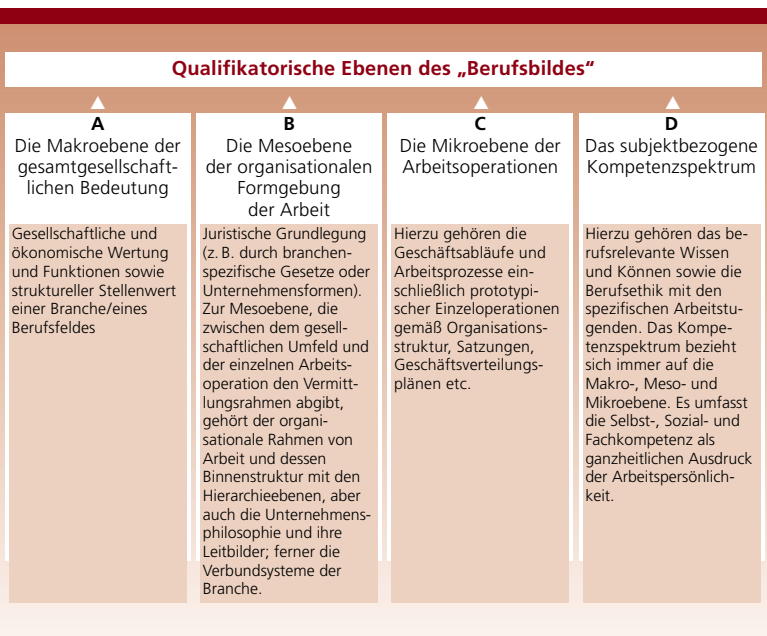 Qualifikatorische Ebenen des „Berufsbildes“
A
Die Makroebene der
gesamtgesellschaft-
lichen Bedeutung
Gesellschaftliche und
ökonomische Wertung
und Funktionen sowie
struktureller Stellenwert
einer Branche/eines
Berufsfeldes
B
Die Mesoebene
der organisationalen
Formgebung
der Arbeit
Juristische Grundlegung
(z. B. durch branchen-
spezifische Gesetze oder
Unternehmensformen).
Zur Mesoebene, die
zwischen dem gesell-
schaftlichen Umfeld und
der einzelnen Arbeits-
operation den Vermitt-
lungsrahmen abgibt,
gehört der organi-
sationale Rahmen von
Arbeit und dessen
Binnenstruktur mit den
Hierarchieebenen, aber
auch die Unternehmens-
philosophie und ihre
Leitbilder; ferner die
Verbundsysteme der
Branche.
C
Die Mikroebene der
Arbeitsoperationen
Hierzu gehören die
Geschäftsabläufe und
Arbeitsprozesse ein-
schließlich prototypi-
scher Einzeloperationen
gemäß Organisations-
struktur, Satzungen,
Geschäftsverteilungs-
plänen etc.
D
Das subjektbezogene
Kompetenzspektrum
Hierzu gehören das be-
rufsrelevante Wissen
und Können sowie die
Berufsethik mit den
spezifischen Arbeitstu-
genden. Das Kompe-
tenzspektrum bezieht
sich immer auf die
Makro-, Meso- und
Mikroebene. Es umfasst
die Selbst-, Sozial- und
Fachkompetenz als
ganzheitlichen Ausdruck
der Arbeitspersönlich-
keit.